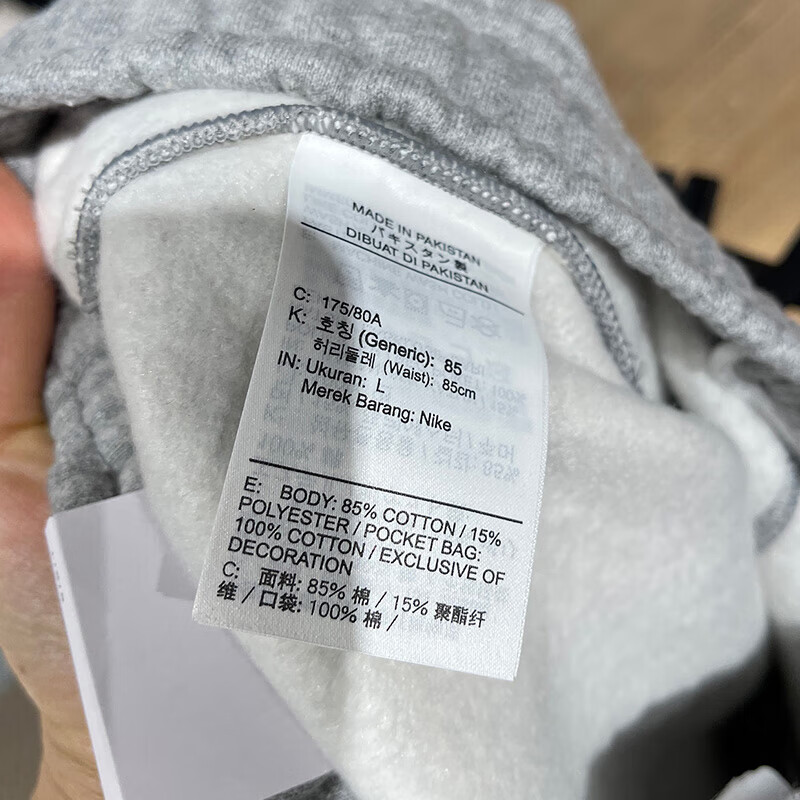 MADE IN PAKISTAN
パキスタン製
DIBUAT DI PAKISTAN
C: 175/80A
K: 호칭 (Generic): 85
허리둘레 (Waist): 85cm
IN: Ukuran: L
Merek Barang: Nike
E: BODY: 85% COTTON / 15%
POLYESTER / POCKET BAG:
100% COTTON / EXCLUSIVE OF
DECORATION
C: 面料: 85% 棉 / 15% 聚酯纤
维 / 口袋: 100% 棉 /